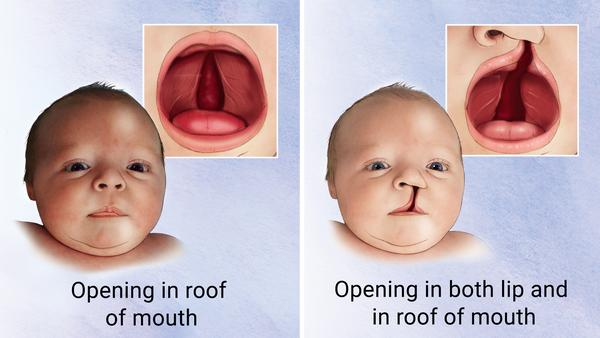 Opening in roof
of mouth
Opening in both lip and
in roof of mouth